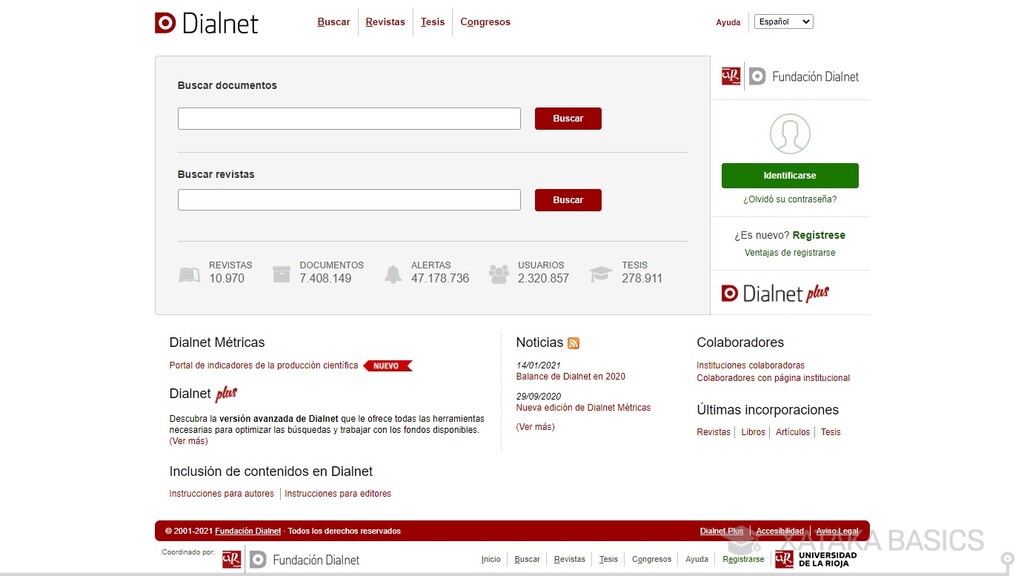 Dialnet
Buscar Revistas Tesis Congresos
Ayuda Español
Buscar documentos
Buscar
Buscar revistas
Buscar
REVISTAS
10.970
DOCUMENTOS
7.408.149
ALERTAS
47.178.736
USUARIOS
2.320.857
TESIS
278.911
Fundación Dialnet
Identificarse
¿Olvidó su contraseña?
¿Es nuevo? Regístrese
Ventajas de registrarse
Dialnet plus
Dialnet Métricas
Portal de indicadores de la producción científica NUEVO
Dialnet plus
Descubra la versión avanzada de Dialnet que le ofrece todas las herramientas
necesarias para optimizar las búsquedas y trabajar con los fondos disponibles.
(Ver más)
Inclusión de contenidos en Dialnet
Instrucciones para autores Instrucciones para editores
Noticias
14/01/2021
Balance de Dialnet en 2020
29/09/2020
Nueva edición de Dialnet Métricas
(Ver más)
Colaboradores
Instituciones colaboradoras
Colaboradores con página institucional
Últimas incorporaciones
Revistas Libros Artículos Tesis
© 2001-2021 Fundación Dialnet · Todos los derechos reservados
Dialnet Plus Accesibilidad Aviso Legal
XATAKA BASICS
Coordinado por:
Fundación Dialnet
Inicio Buscar Revistas Tesis Congresos Ayuda Registrarse
UNIVERSIDAD
DE LA RIOJA